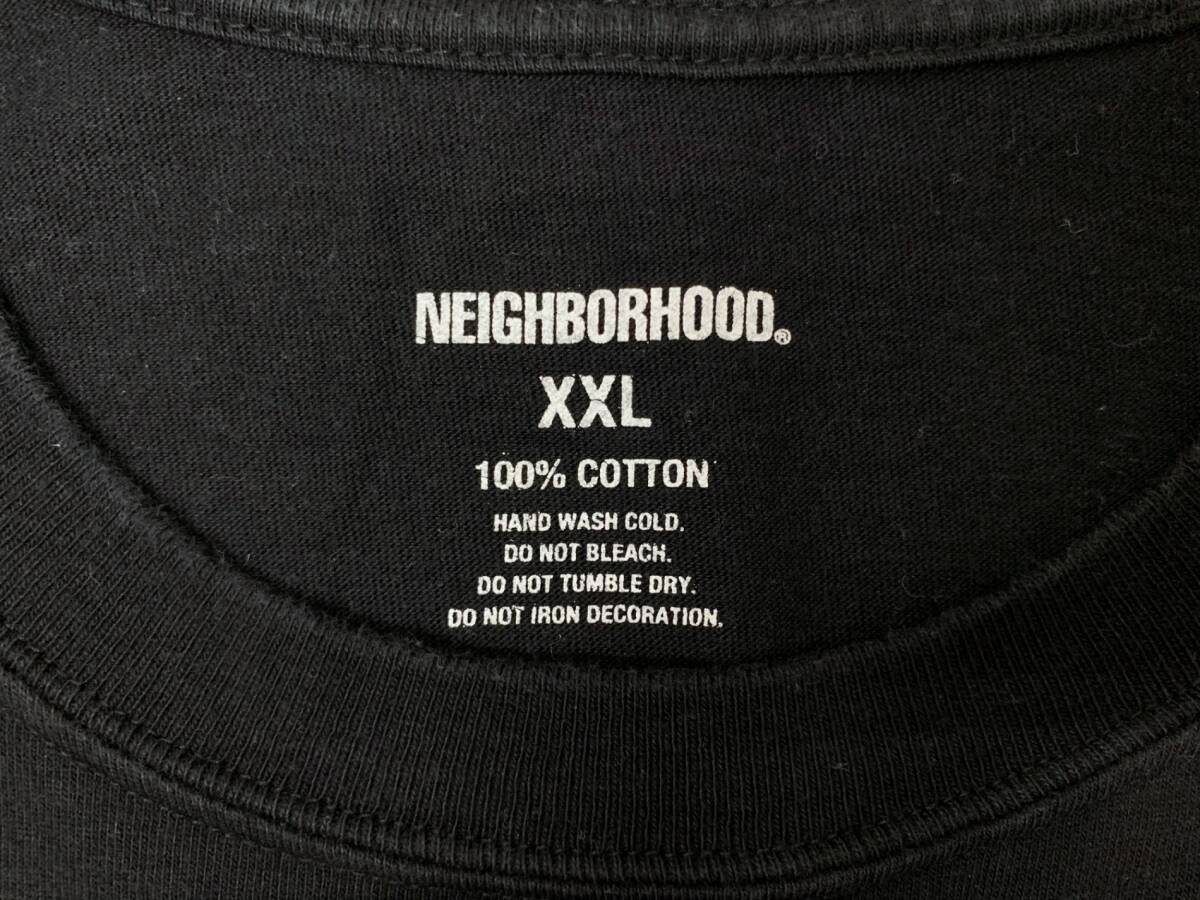 NEIGHBORHOOD®
XXL
100% COTTON
HAND WASH COLD.
DO NOT BLEACH.
DO NOT TUMBLE DRY.
DO NOT IRON DECORATION.